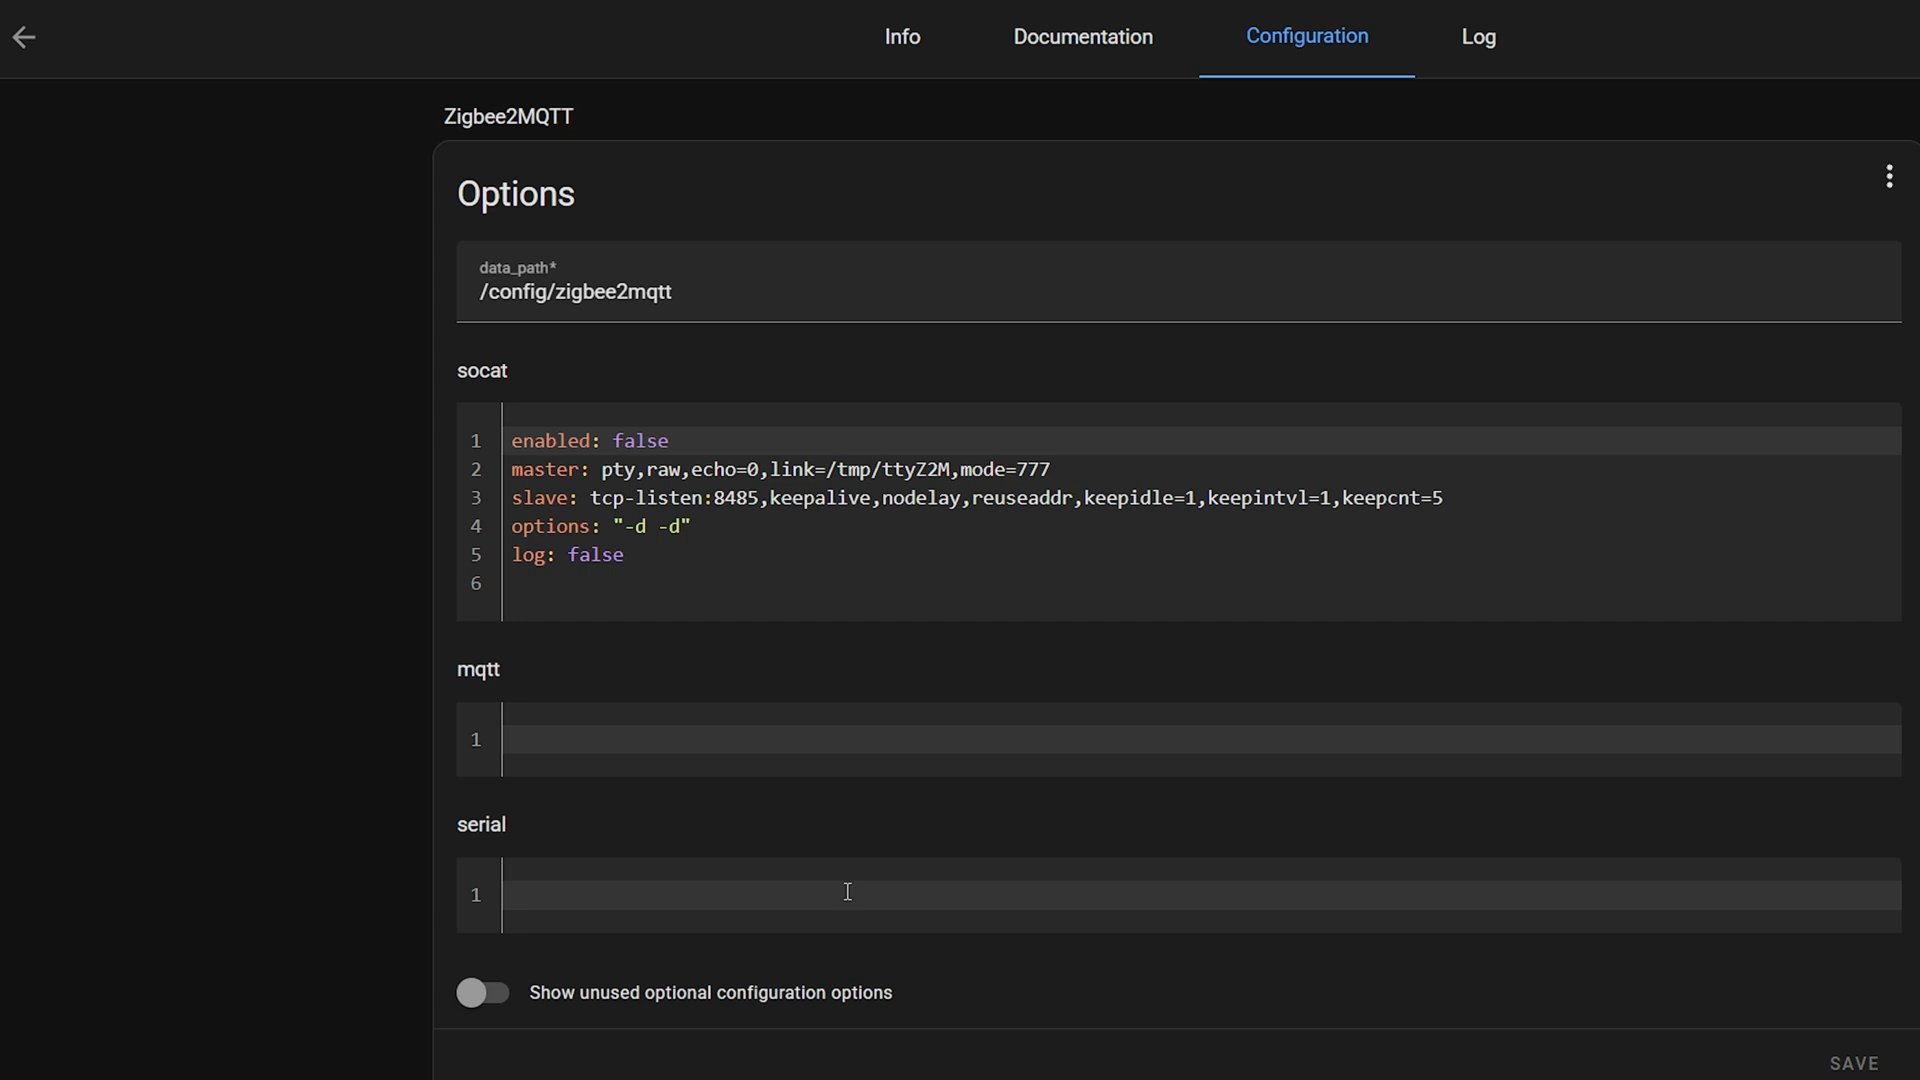 Info Documentation Configuration Log
Zigbee2MQTT
Options
data_path*
/config/zigbee2mqtt
socat
1 enabled: false
2 master: pty,raw,echo=0,link=/tmp/ttyZ2M,mode=777
3 slave: tcp-listen:8485,keepalive,nodelay,reuseaddr,keepidle=1,keepintvl=1,keepcnt=5
4 options: "-d -d"
5 log: false
6
mqtt
1
serial
1
Show unused optional configuration options
SAVE